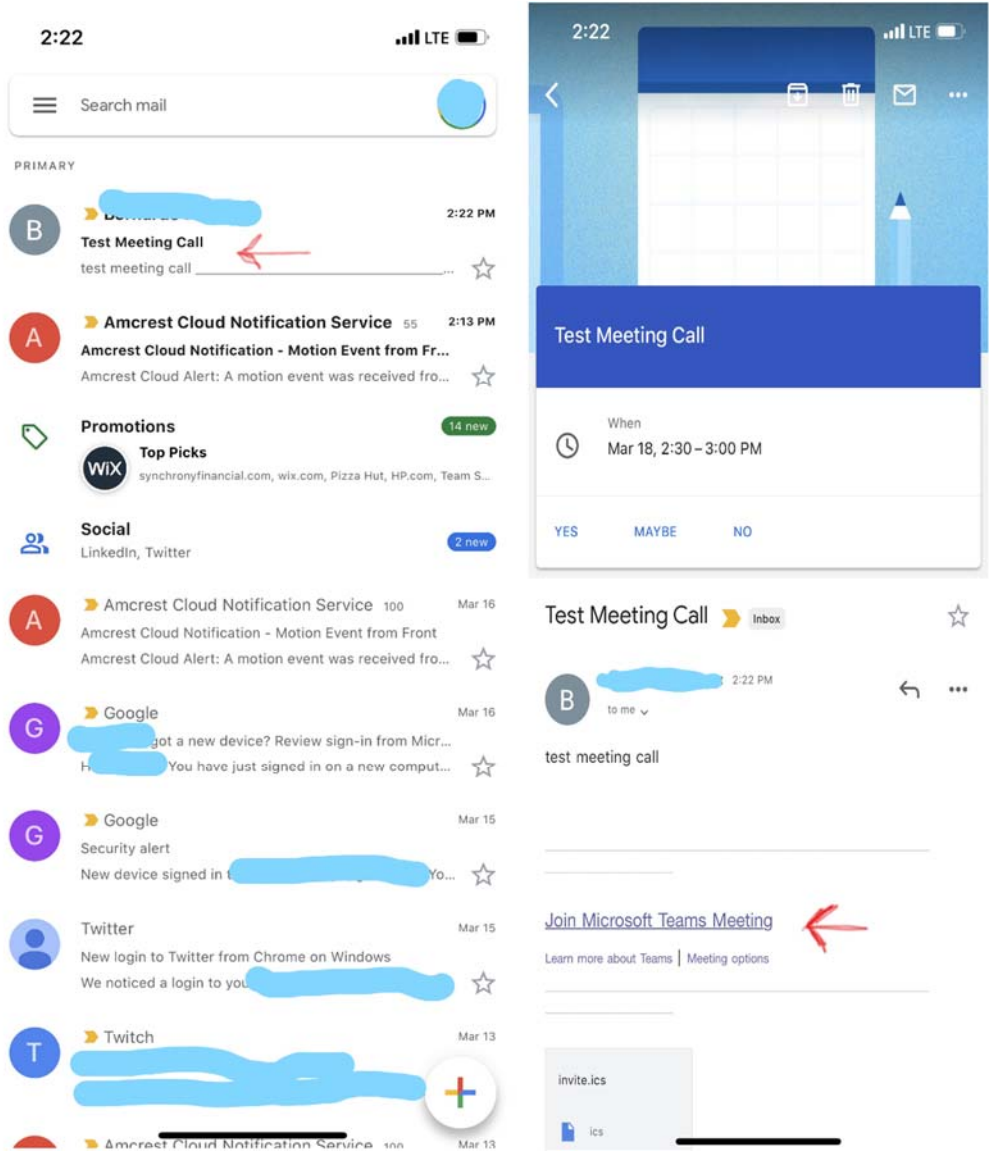 2:22
LTE
Search mail
PRIMARY
B
2:22 PM
Test Meeting Call
test meeting call ...
A
Amcrest Cloud Notification Service 55 2:13 PM
Amcrest Cloud Notification - Motion Event from Fr...
Amcrest Cloud Alert: A motion event was received fro...
Promotions 14 new
WiX
Top Picks
synchronyfinancial.com, wix.com, Pizza Hut, HP.com, Team S...
Social
LinkedIn, Twitter
2 new
A
Amcrest Cloud Notification Service 100 Mar 16
Amcrest Cloud Notification - Motion Event from Front
Amcrest Cloud Alert: A motion event was received fro...
G
Google Mar 16
got a new device? Review sign-in from Micr...
H You have just signed in on a new comput...
G
Google Mar 15
Security alert
New device signed in Yo...
Twitter Mar 15
New login to Twitter from Chrome on Windows
We noticed a login to you
T
Twitch Mar 13
Amcrest Cloud Notification Service 100 Mar 13
2:22
LTE
Test Meeting Call
When
Mar 18, 2:30 – 3:00 PM
YES MAYBE NO
Test Meeting Call Inbox
B
2:22 PM
to me
test meeting call
Join Microsoft Teams Meeting
Learn more about Teams | Meeting options
invite.ics
ics